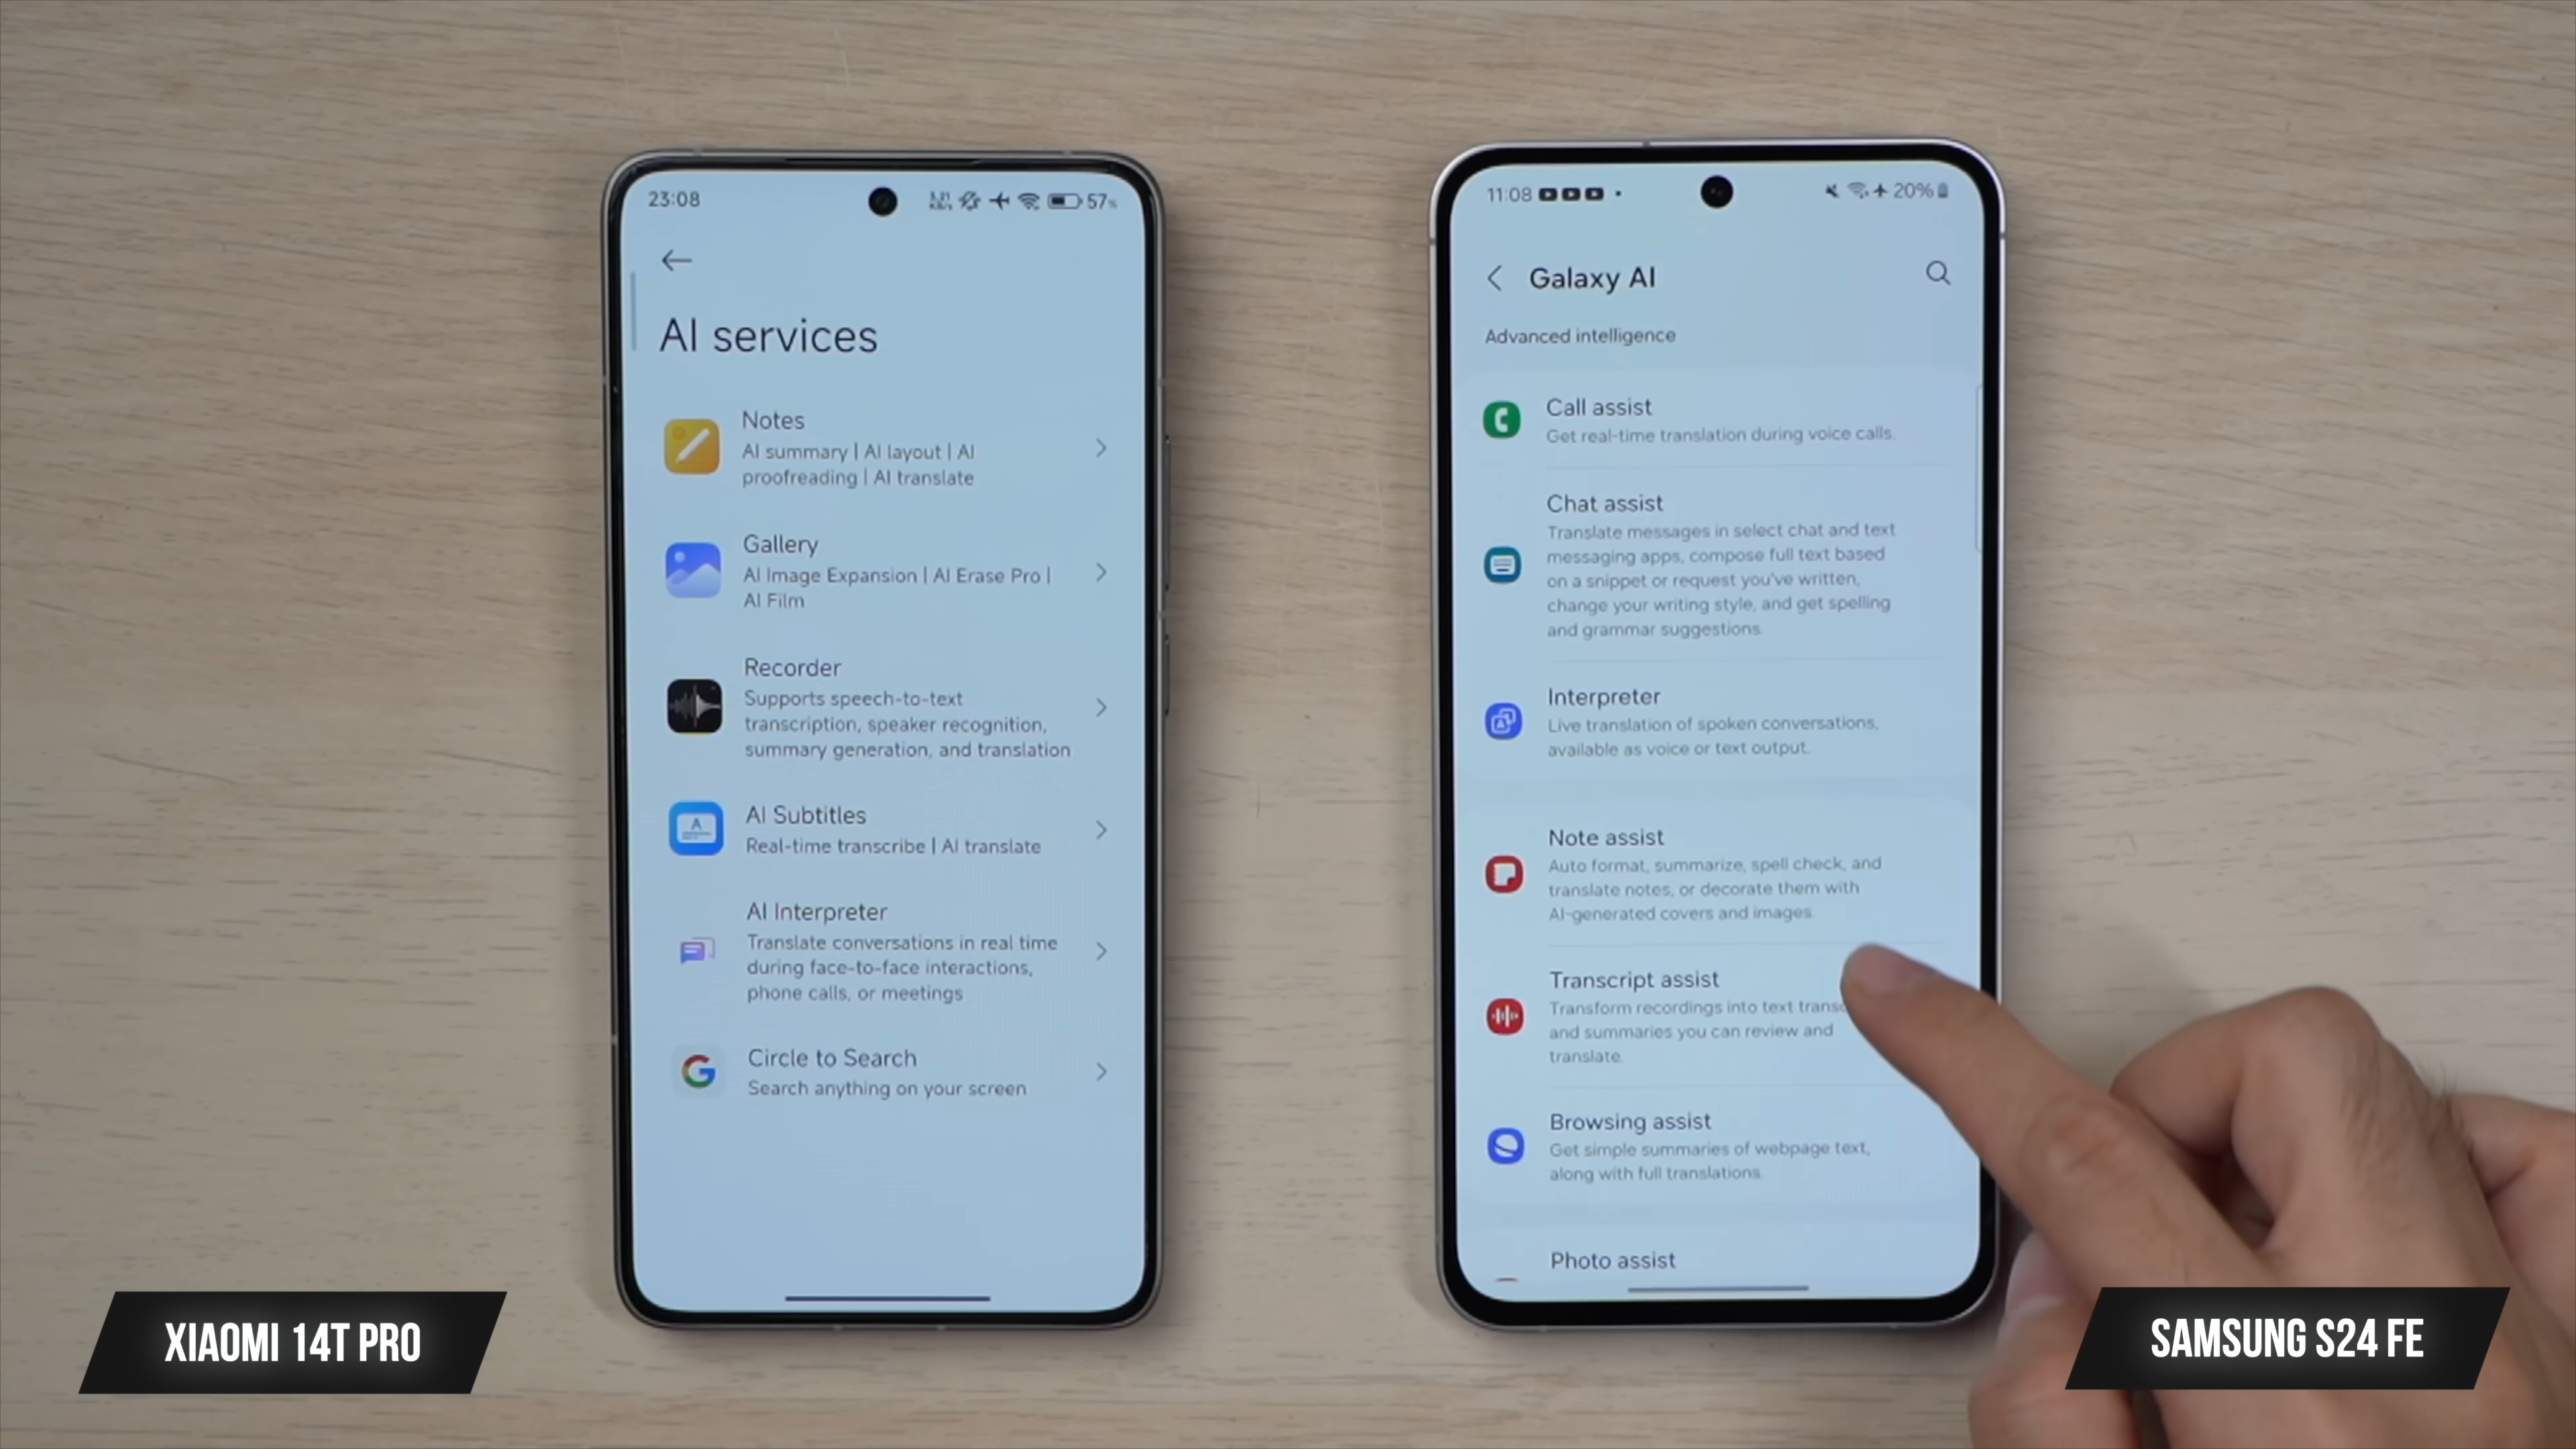 23:08
57%
AI services
Notes
AI summary | AI layout | AI
proofreading | AI translate
Gallery
AI Image Expansion | AI Erase Pro |
AI Film
Recorder
Supports speech-to-text
transcription, speaker recognition,
summary generation, and translation
AI Subtitles
Real-time transcribe | AI translate
AI Interpreter
Translate conversations in real time
during face-to-face interactions,
phone calls, or meetings
Circle to Search
Search anything on your screen
XIAOMI 14T PRO
11:08
20%
Galaxy AI
Advanced intelligence
Call assist
Get real-time translation during voice calls.
Chat assist
Translate messages in select chat and text
messaging apps, compose full text based
on a snippet or request you've written,
change your writing style, and get spelling
and grammar suggestions.
Interpreter
Live translation of spoken conversations,
available as voice or text output.
Note assist
Auto format, summarize, spell check, and
translate notes, or decorate them with
AI-generated covers and images.
Transcript assist
Transform recordings into text
and summaries you can review and
translate.
Browsing assist
Get simple summaries of webpage text,
along with full translations.
Photo assist
SAMSUNG S24 FE